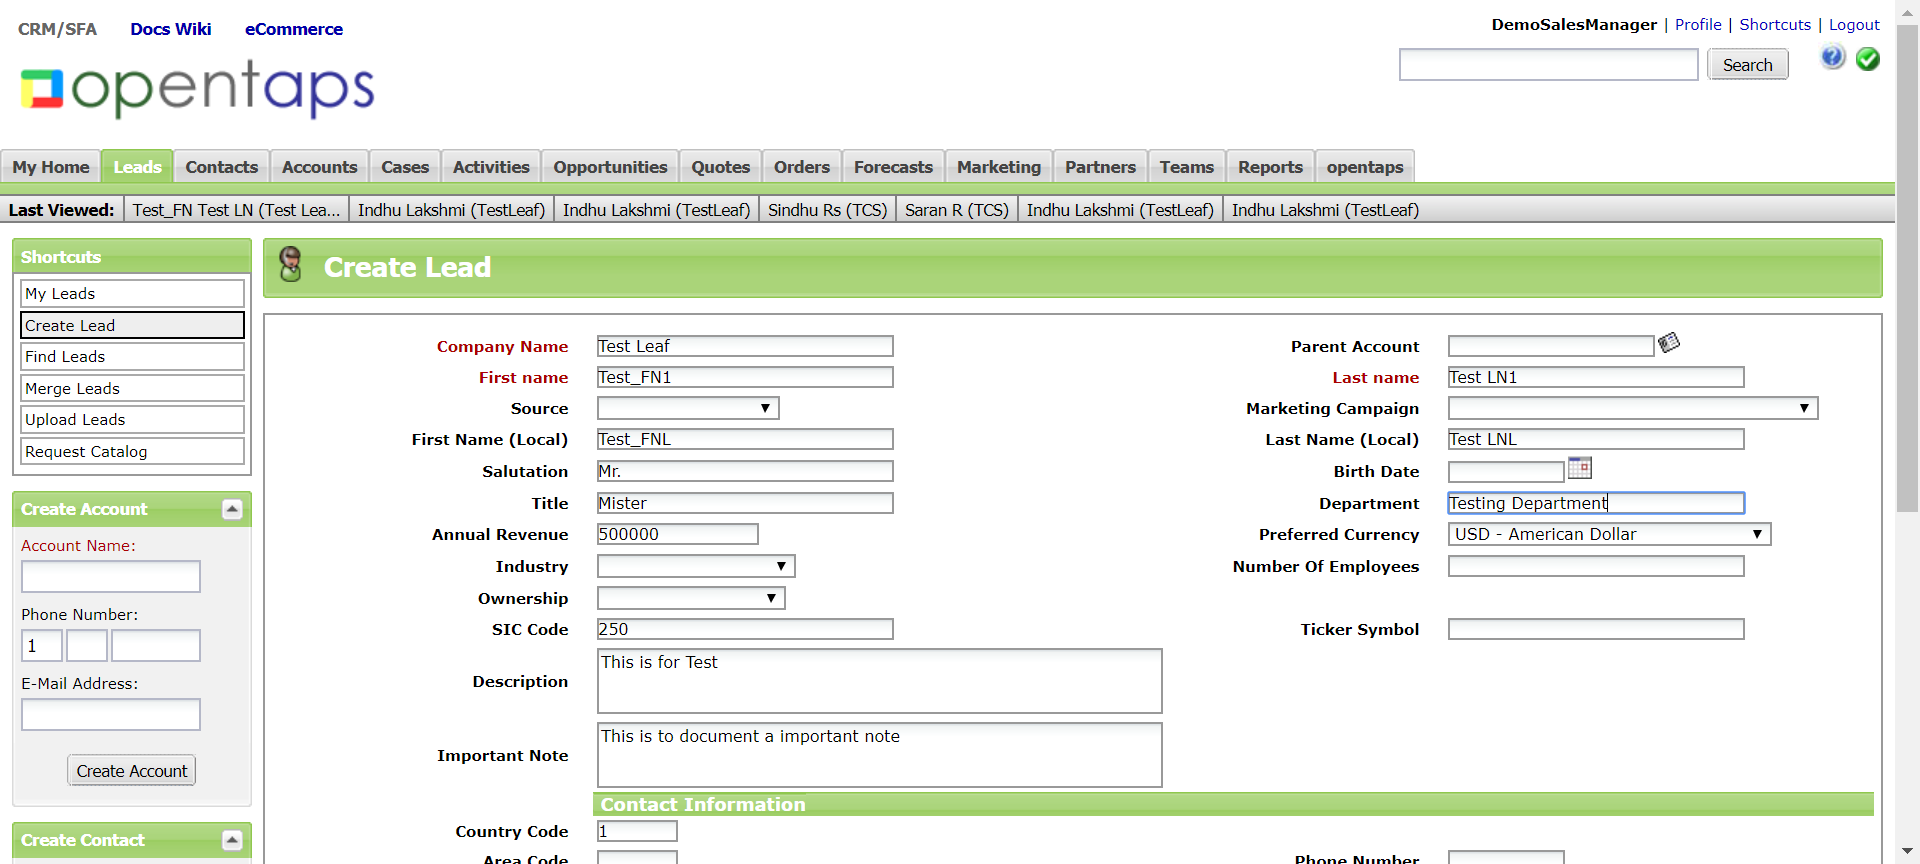 CRM/SFA Docs Wiki eCommerce
DemoSalesManager | Profile | Shortcuts | Logout
opentaps
Search
My Home Leads Contacts Accounts Cases Activities Opportunities Quotes Orders Forecasts Marketing Partners Teams Reports opentaps
Last Viewed: Test_FN Test LN (Test Lea... Indhu Lakshmi (TestLeaf) Indhu Lakshmi (TestLeaf) Sindhu Rs (TCS) Saran R (TCS) Indhu Lakshmi (TestLeaf) Indhu Lakshmi (TestLeaf)
Shortcuts
My Leads
Create Lead
Find Leads
Merge Leads
Upload Leads
Request Catalog
Create Account
Account Name:
Phone Number:
1
E-Mail Address:
Create Account
Create Contact
Create Lead
Company Name Test Leaf Parent Account
First name Test_FN1 Last name Test LN1
Source Marketing Campaign
First Name (Local) Test_FNL Last Name (Local) Test LNL
Salutation Mr. Birth Date
Title Mister Department Testing Department
Annual Revenue 500000 Preferred Currency USD - American Dollar
Industry Number Of Employees
Ownership
SIC Code 250 Ticker Symbol
Description This is for Test
Important Note This is to document a important note
Contact Information
Country Code 1
Area Code Phone Number